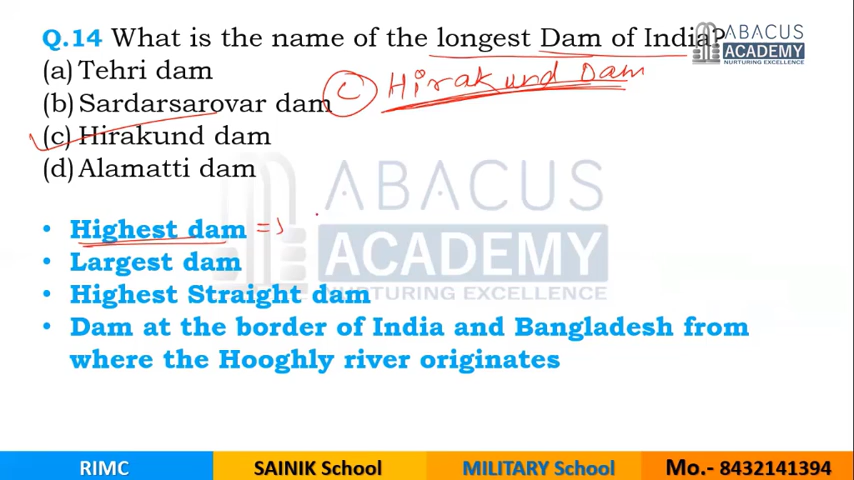 Q.14 What is the name of the longest Dam of India?
ABACUS
ACADEMY
NURTURING EXCELLENCE
(a) Tehri dam
(c) Hirakund Dam
(b) Sardarsarovar dam
(c) Hirakund dam
(d) Alamatti dam
ABACUS
ACADEMY
NURTURING EXCELLENCE
• Highest dam =
• Largest dam
• Highest Straight dam
• Dam at the border of India and Bangladesh from
where the Hooghly river originates
RIMC SAINIK School MILITARY School Mo.- 8432141394